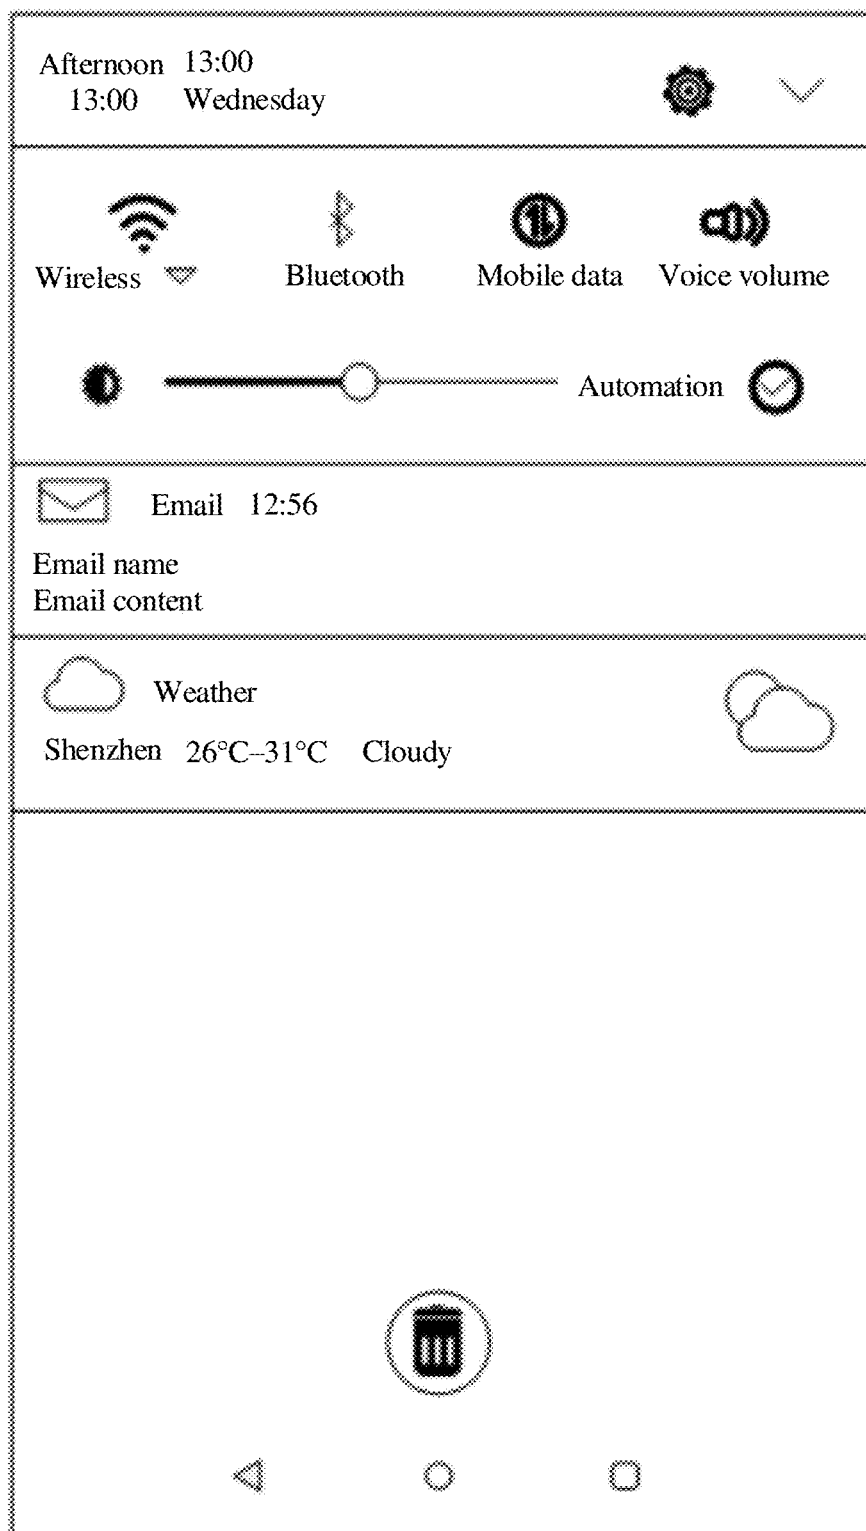 Afternoon 13:00
13:00 Wednesday
Wireless Bluetooth Mobile data Voice volume
Automation
Email 12:56
Email name
Email content
Weather
Shenzhen 26°C–31°C Cloudy